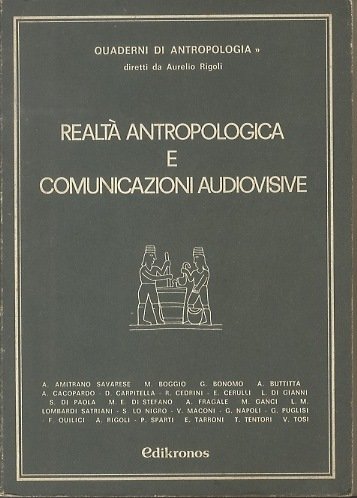 QUADERNI DI ANTROPOLOGIA »
diretti da Aurelio Rigoli
REALTÀ ANTROPOLOGICA
E
COMUNICAZIONI AUDIOVISIVE
A. AMITRANO SAVARESE M. BOGGIO G. BONOMO A. BUTTITTA
A. CACOPARDO - D. CARPITELLA - R. CEDRINI - E. CERULLI - L. DI GIANNI
S. DI PAOLA - M. E. DI STEFANO - A. FRAGALE - M. GANCI - L. M.
LOMBARDI SATRIANI - S. LO NIGRO - V. MACONI - G. NAPOLI - G. PUGLISI
F. QUILICI - A. RIGOLI - P. SPARTI - E. TARRONI - T. TENTORI - V. TOSI
edikronos